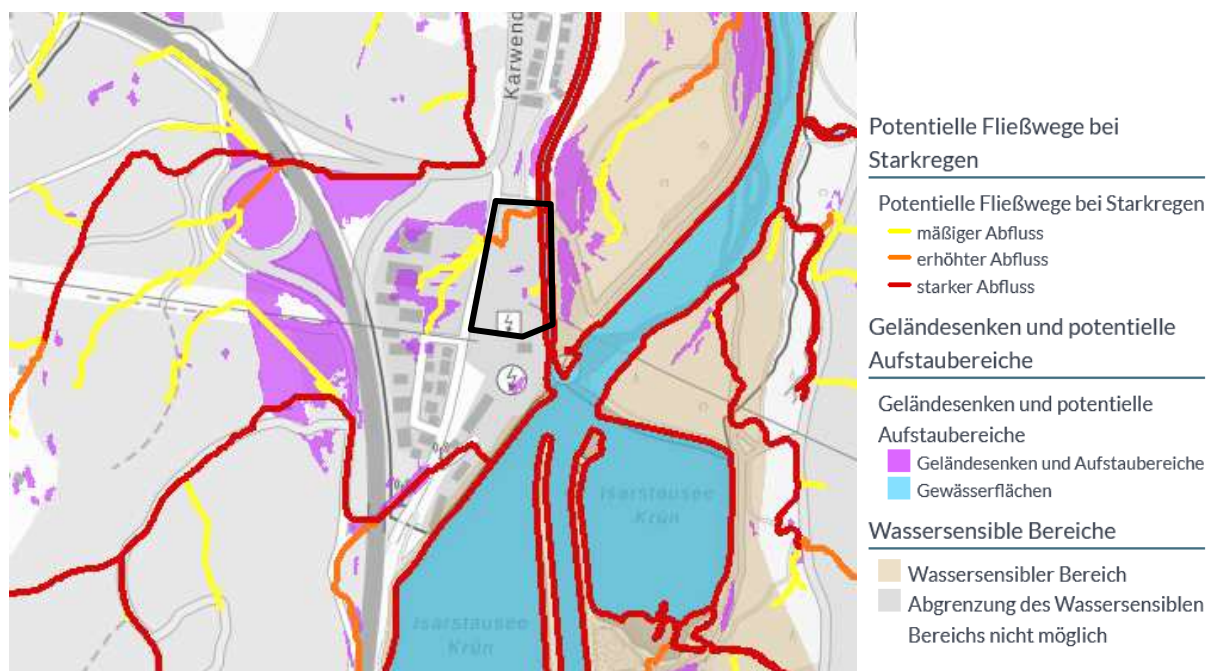 Karwend
Isarstausee
Krün
Isarstausee
Krün
Potentielle Fließwege bei
Starkregen
Potentielle Fließwege bei Starkregen
mäßiger Abfluss
erhöhter Abfluss
starker Abfluss
Geländesenken und potentielle
Aufstaubereiche
Geländesenken und potentielle
Aufstaubereiche
Geländesenken und Aufstaubereiche
Gewässerflächen
Wassersensible Bereiche
Wassersensibler Bereich
Abgrenzung des Wassersensiblen
Bereichs nicht möglich